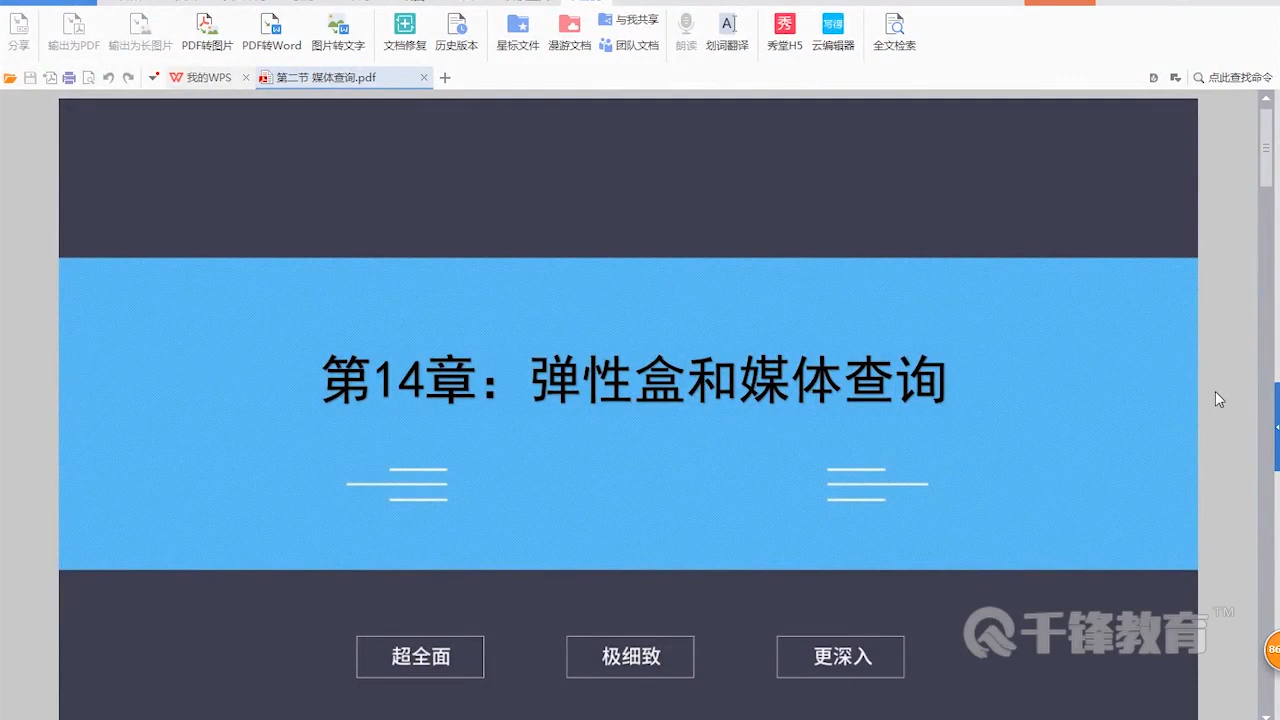 分享 输出为PDF 输出为长图片 PDF转图片 PDF转Word 图片转文字 文档修复 历史版本 星标文件 漫游文档 与我共享 团队文档 朗读 划词翻译 秀堂H5 云编辑器 全文检索
我的WPS 第二节 媒体查询.pdf 点此查找命令
第14章：弹性盒和媒体查询
千锋教育 TM
超全面 极细致 更深入
86